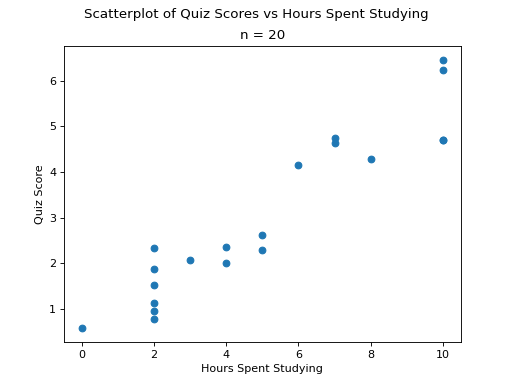 Scatterplot of Quiz Scores vs Hours Spent Studying
n = 20
6
5
4
3
2
1
Quiz Score
0 2 4 6 8 10
Hours Spent Studying